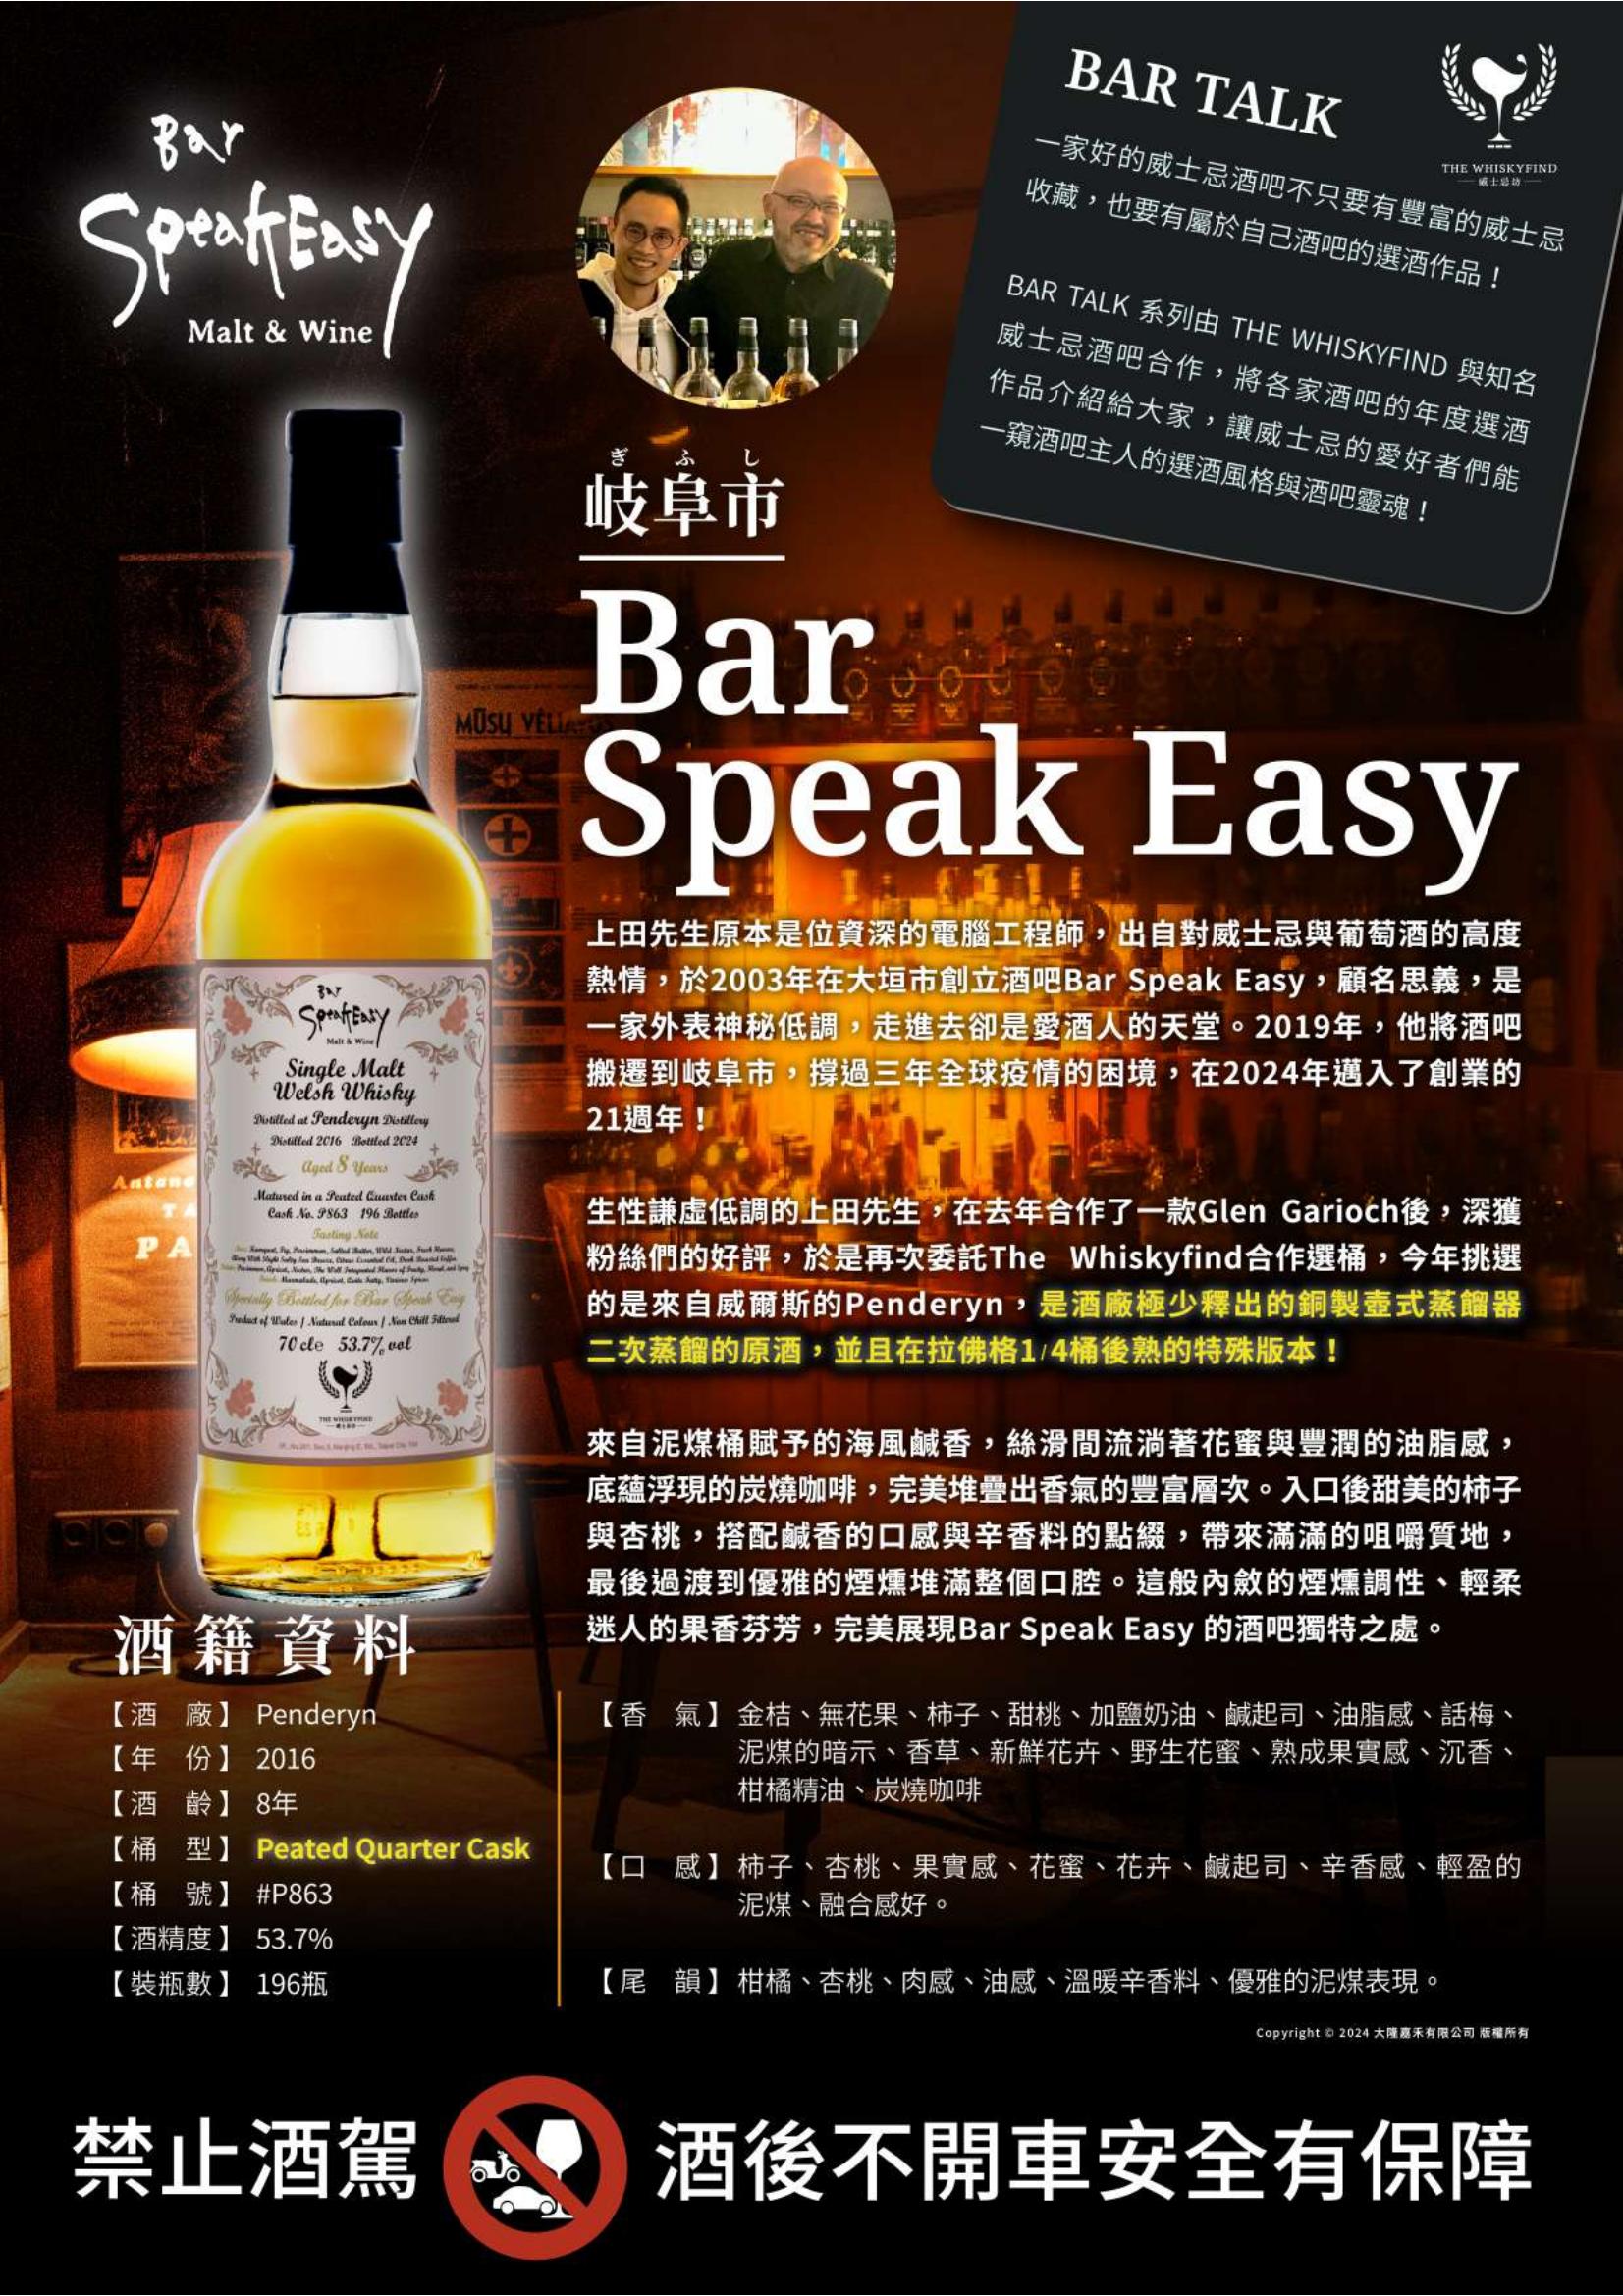 Bar
SpeakEasy
Malt & Wine
BAR TALK
THE WHISKYFIND
威士忌坊
一家好的威士忌酒吧不只要有豐富的威士忌
收藏，也要有屬於自己酒吧的選酒作品！
BAR TALK 系列由 THE WHISKYFIND 與知名
威士忌酒吧合作，將各家酒吧的年度選酒
作品介紹給大家，讓威士忌的愛好者們能
一窺酒吧主人的選酒風格與酒吧靈魂！
ぎ ふ し
岐阜市
Bar
Speak Easy
MŪSŲ
上田先生原本是位資深的電腦工程師，出自對威士忌與葡萄酒的高度
熱情，於2003年在大垣市創立酒吧Bar Speak Easy，顧名思義，是
一家外表神秘低調，走進去卻是愛酒人的天堂。2019年，他將酒吧
搬遷到岐阜市，撐過三年全球疫情的困境，在2024年邁入了創業的
21週年！
生性謙虛低調的上田先生，在去年合作了一款Glen Garioch後，深獲
粉絲們的好評，於是再次委託The Whiskyfind合作選桶，今年挑選
的是來自威爾斯的Penderyn，是酒廠極少釋出的銅製壺式蒸餾器
二次蒸餾的原酒，並且在拉佛格1/4桶後熟的特殊版本！
來自泥煤桶賦予的海風鹹香，絲滑間流淌著花蜜與豐潤的油脂感，
底蘊浮現的炭燒咖啡，完美堆疊出香氣的豐富層次。入口後甜美的柿子
與杏桃，搭配鹹香的口感與辛香料的點綴，帶來滿滿的咀嚼質地，
最後過渡到優雅的煙燻堆滿整個口腔。這般內斂的煙燻調性、輕柔
迷人的果香芬芳，完美展現Bar Speak Easy 的酒吧獨特之處。
Bar
SpeakEasy
Malt & Wine
Single Malt
Welsh Whisky
Distilled at Penderyn Distillery
Distilled 2016 Bottled 2024
Aged 8 Years
Matured in a Peated Quarter Cask
Cask No. P863 196 Bottles
Tasting Note
Specially Bottled for Bar Speak Easy
Product of Wales / Natural Colour / Non Chill Filtered
70 cle 53.7% vol
THE WHISKYFIND
威士忌坊
酒籍資料
【酒　廠】 Penderyn
【年　份】 2016
【酒　齡】 8年
【桶　型】 Peated Quarter Cask
【桶　號】 #P863
【酒精度】 53.7%
【裝瓶數】 196瓶
【香　氣】金桔、無花果、柿子、甜桃、加鹽奶油、鹹起司、油脂感、話梅、
泥煤的暗示、香草、新鮮花卉、野生花蜜、熟成果實感、沉香、
柑橘精油、炭燒咖啡
【口　感】柿子、杏桃、果實感、花蜜、花卉、鹹起司、辛香感、輕盈的
泥煤、融合感好。
【尾　韻】柑橘、杏桃、肉感、油感、溫暖辛香料、優雅的泥煤表現。
Copyright © 2024 大隆嘉禾有限公司 版權所有
禁止酒駕 酒後不開車安全有保障